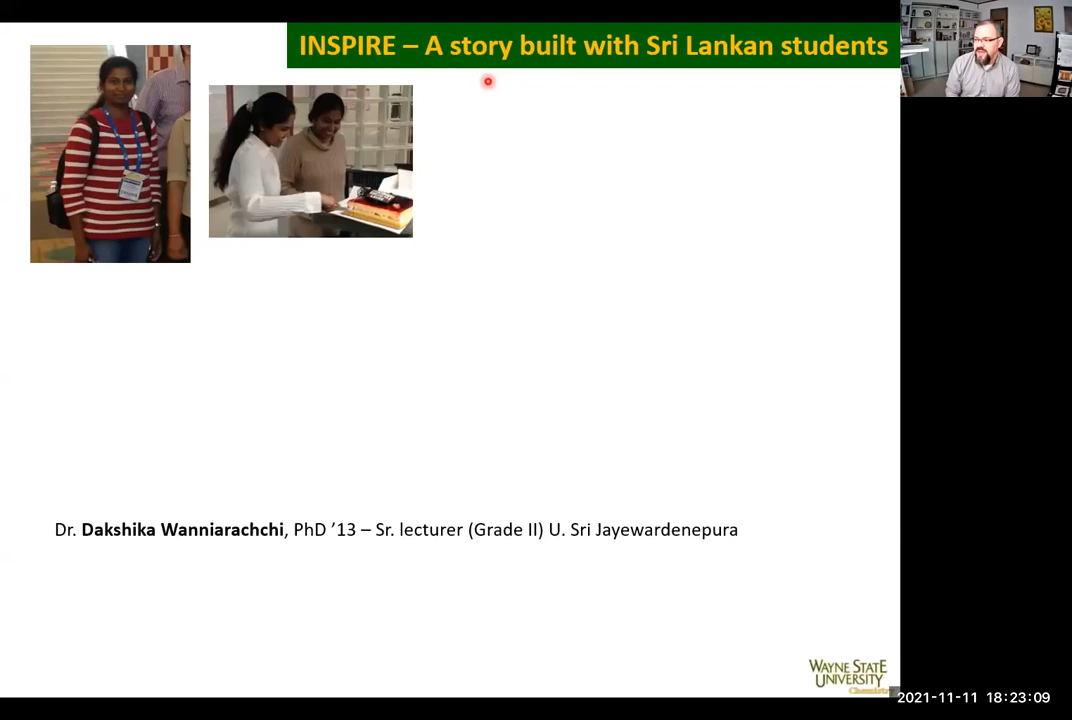 INSPIRE – A story built with Sri Lankan students
Dr. Dakshika Wanniarachchi, PhD ’13 – Sr. lecturer (Grade II) U. Sri Jayewardenepura
WAYNE STATE
UNIVERSITY
Chemistry
2021-11-11 18:23:09